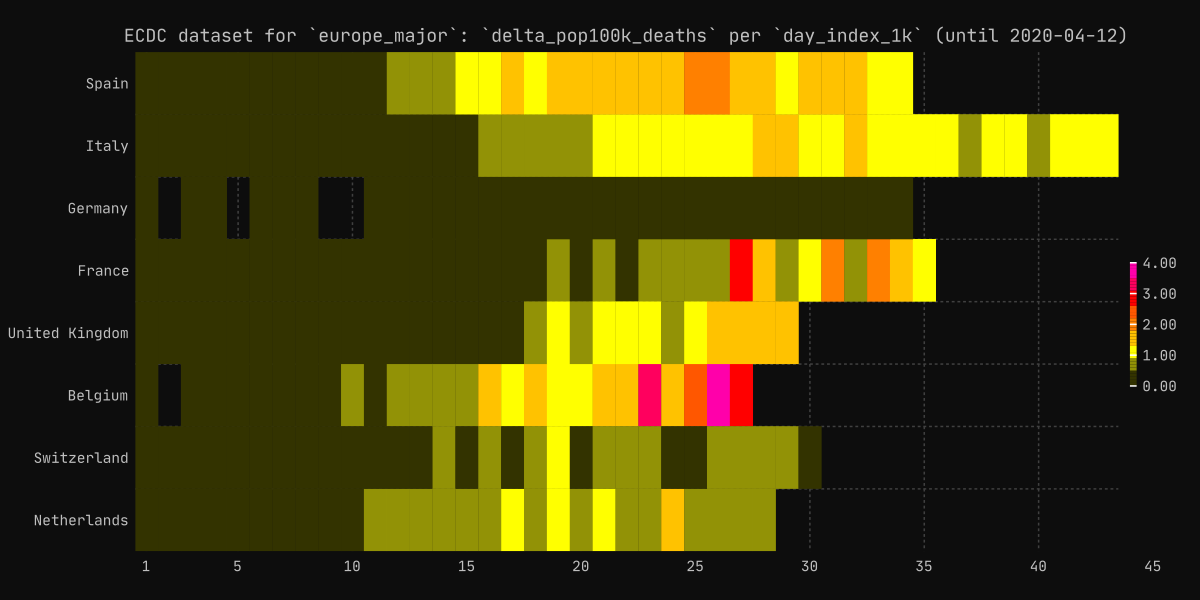 ECDC dataset for `europe_major`: `delta_pop100k_deaths` per `day_index_1k` (until 2020-04-12)
Spain
Italy
Germany
France
United Kingdom
Belgium
Switzerland
Netherlands
4.00
3.00
2.00
1.00
0.00
1 5 10 15 20 25 30 35 40 45